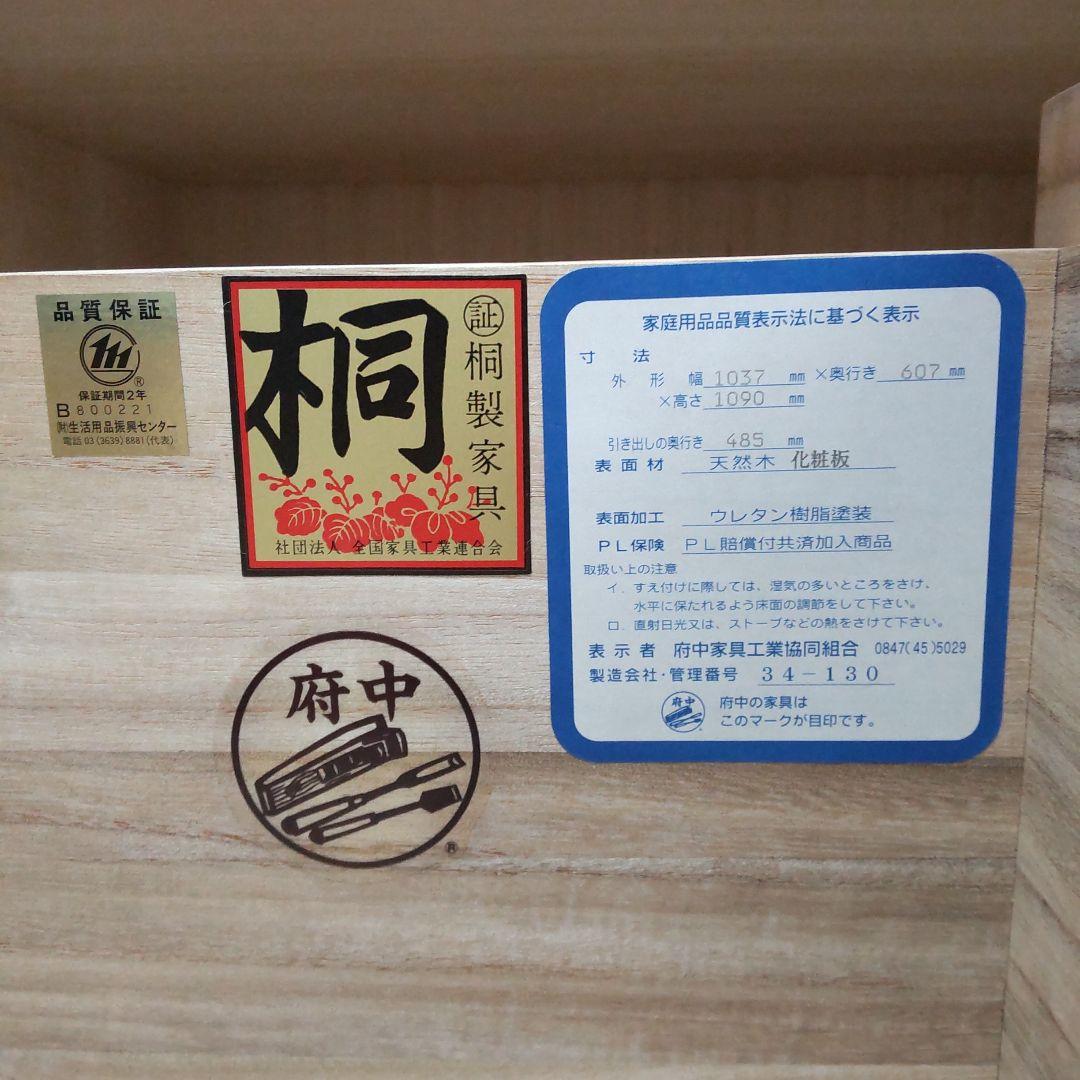 品質保証
®
保証期間2年
B800221
(財)生活用品振興センター
電話 03(3639)8881(代表)
桐
証桐製家具
社団法人 全国家具工業連合会
府中
®
家庭用品品質表示法に基づく表示
寸 法
外形 幅 1037 mm ×奥行き 607 mm
×高さ 1090 mm
引き出しの奥行き 485 mm
表面材 天然木 化粧板
表面加工 ウレタン樹脂塗装
PL保険 PL賠償付共済加入商品
取扱い上の注意
イ. すえ付けに際しては、湿気の多いところをさけ、
水平に保たれるよう床面の調節をして下さい。
ロ. 直射日光又は、ストーブなどの熱をさけて下さい。
表示者 府中家具工業協同組合 0847(45)5029
製造会社・管理番号 34-130
府中
府中の家具は
このマークが目印です。